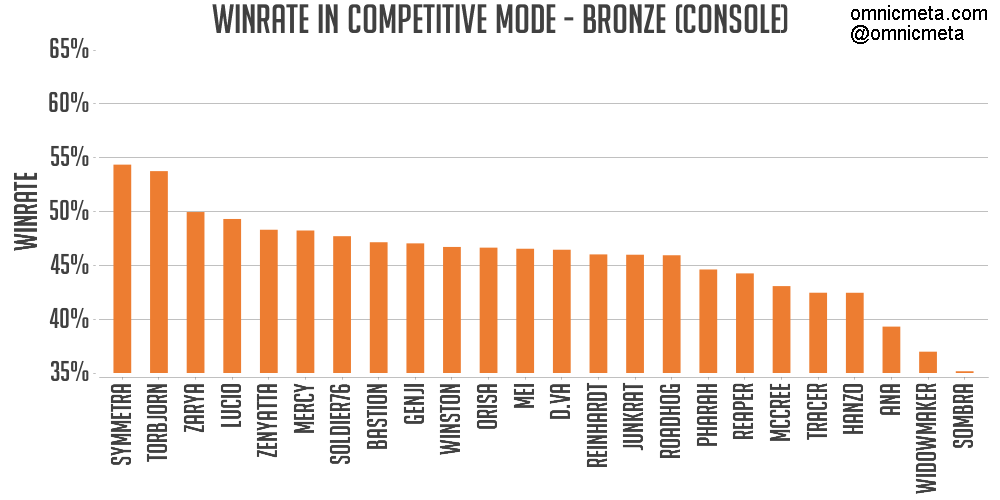 WINRATE IN COMPETITIVE MODE - BRONZE (CONSOLE)
omnicmeta.com
@omnicmeta
65%
60%
55%
50%
45%
40%
35%
WINRATE
SYMMETRA
TORBJORN
ZARYA
LUCIO
ZENYATTA
MERCY
SOLDIER76
BASTION
GENJI
WINSTON
ORISA
MEI
D.VA
REINHARDT
JUNKRAT
ROADHOG
PHARAH
REAPER
MCCREE
TRACER
HANZO
ANA
WIDOWMAKER
SOMBRA